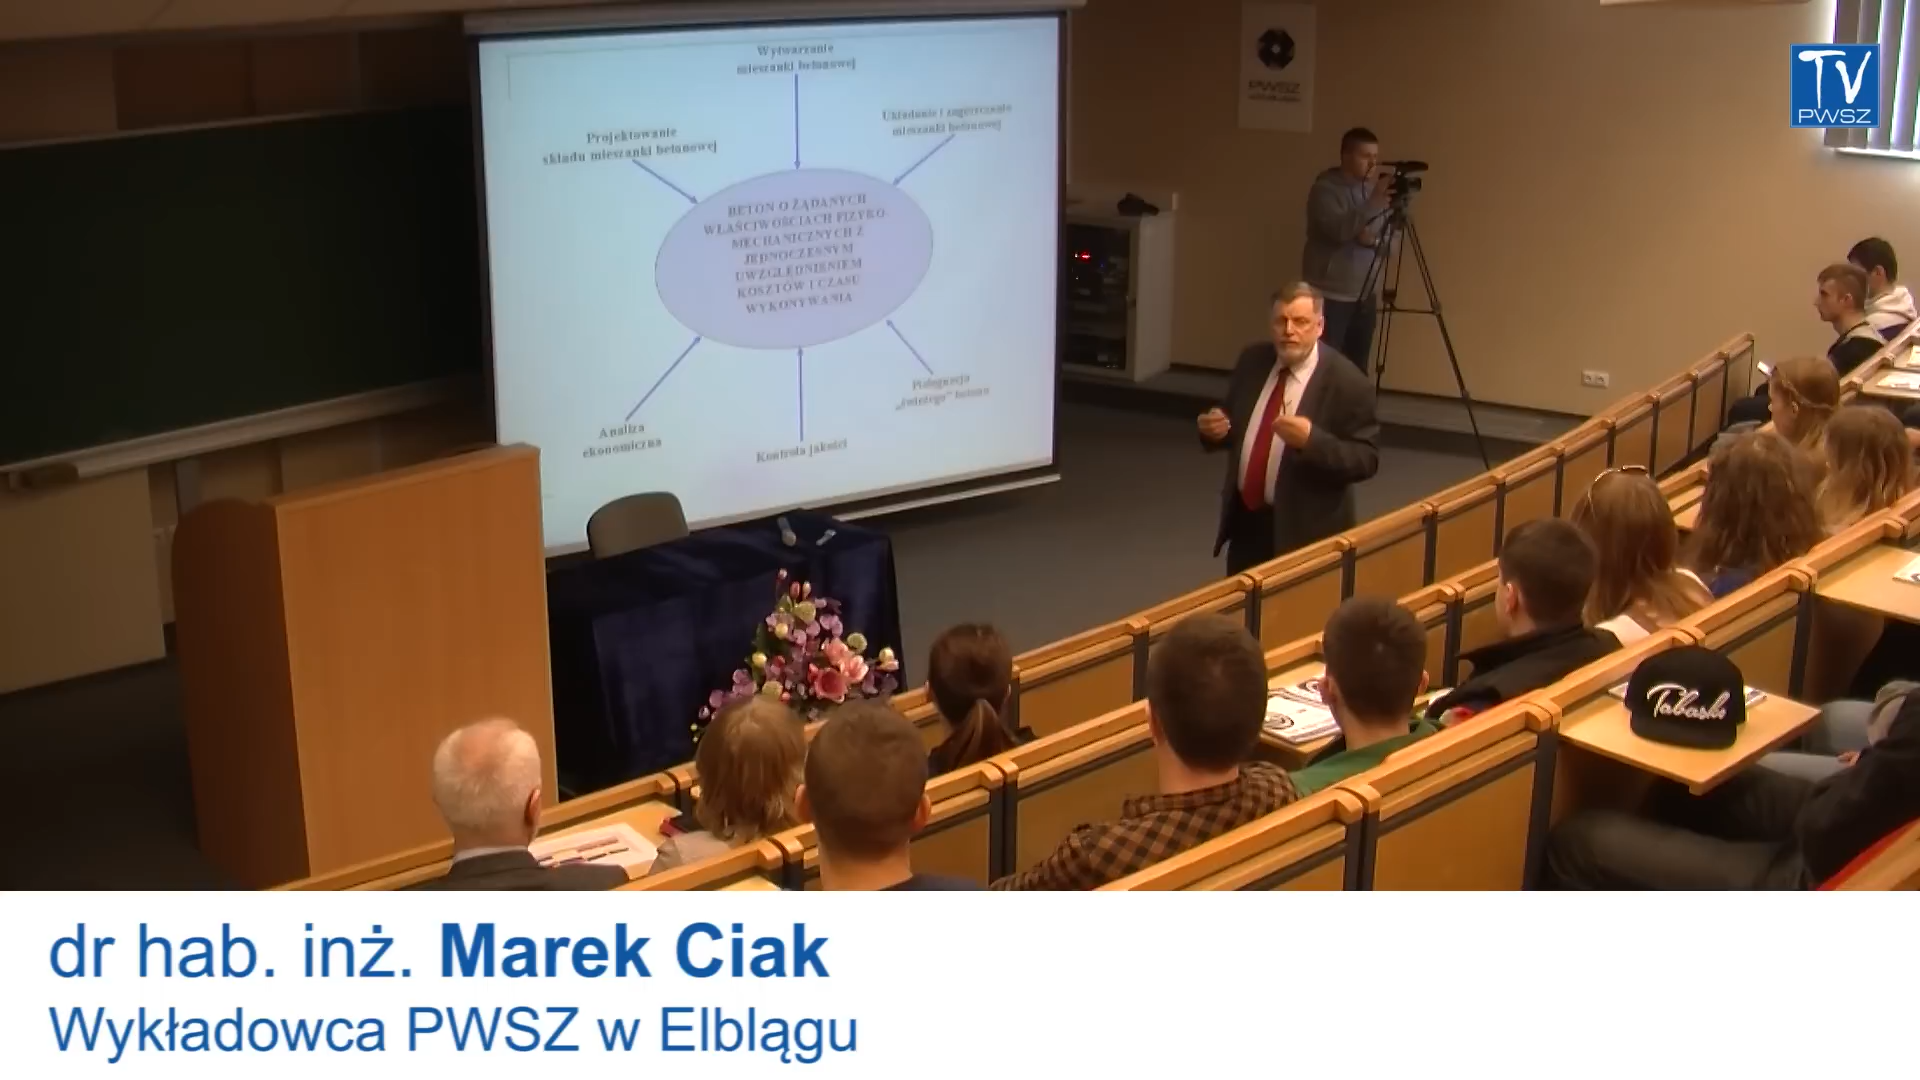 Wytwarzanie
mieszanki betonowej
Układanie i zagęszczanie
mieszanki betonowej
Projektowanie
składu mieszanki betonowej
BETON O ŻĄDANYCH
WŁAŚCIWOŚCIACH FIZYKO-
MECHANICZNYCH Z
JEDNOCZESNYM
UWZGLĘDNIENIEM
KOSZTÓW I CZASU
WYKONYWANIA
Pielęgnacja
„świeżego" betonu
Analiza
ekonomiczna
Kontrola jakości
PWSZ
TV
PWSZ
Tabasko
dr hab. inż. Marek Ciak
Wykładowca PWSZ w Elblągu